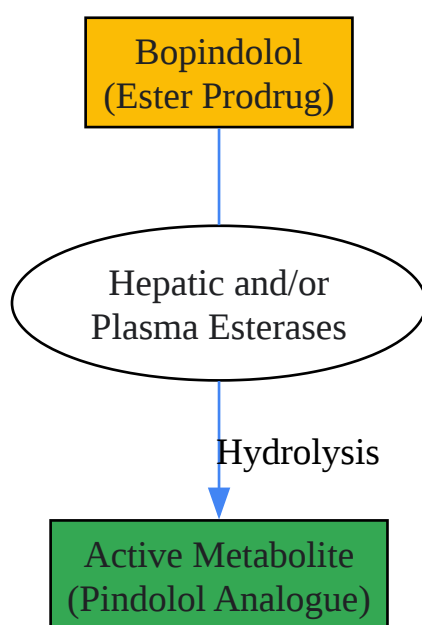 Bopindolol
(Ester Prodrug)
Hepatic and/or
Plasma Esterases
Hydrolysis
Active Metabolite
(Pindolol Analogue)